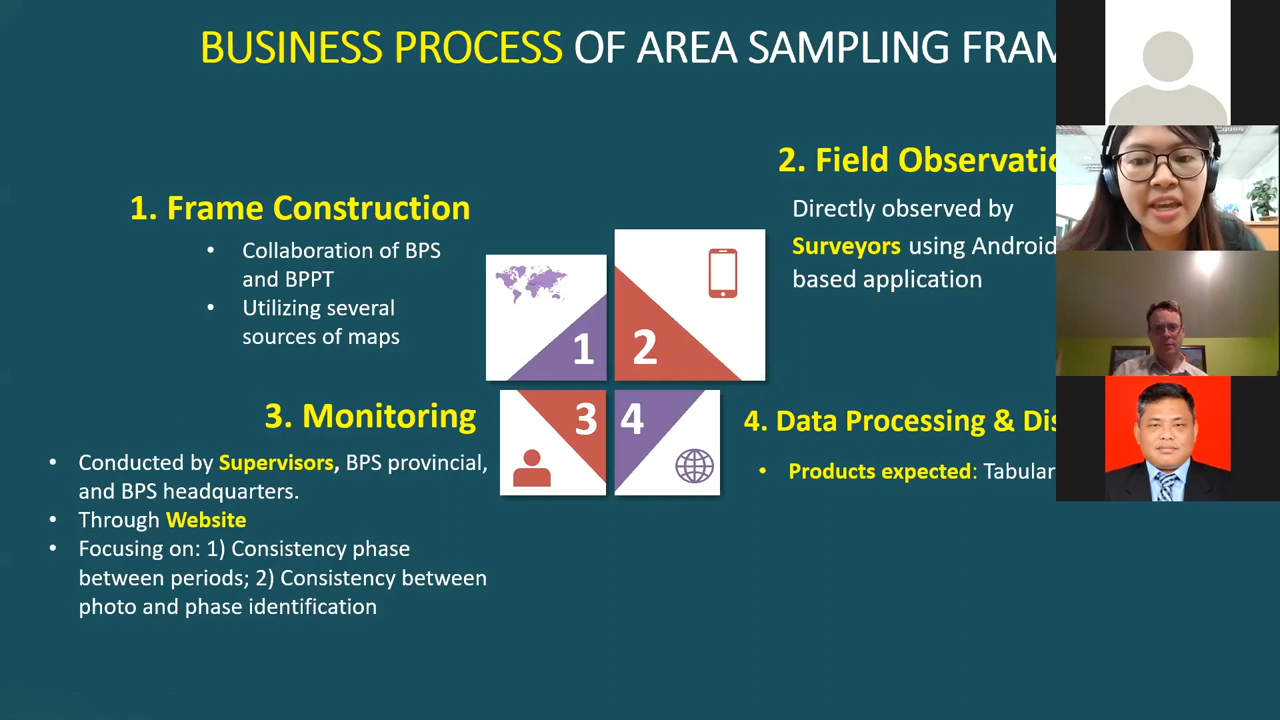 BUSINESS PROCESS OF AREA SAMPLING FRAM
1. Frame Construction
• Collaboration of BPS
and BPPT
• Utilizing several
sources of maps
2. Field Observatio
Directly observed by
Surveyors using Android
based application
1
2
3
4
3. Monitoring
• Conducted by Supervisors, BPS provincial,
and BPS headquarters.
• Through Website
• Focusing on: 1) Consistency phase
between periods; 2) Consistency between
photo and phase identification
4. Data Processing & Dis
• Products expected: Tabular